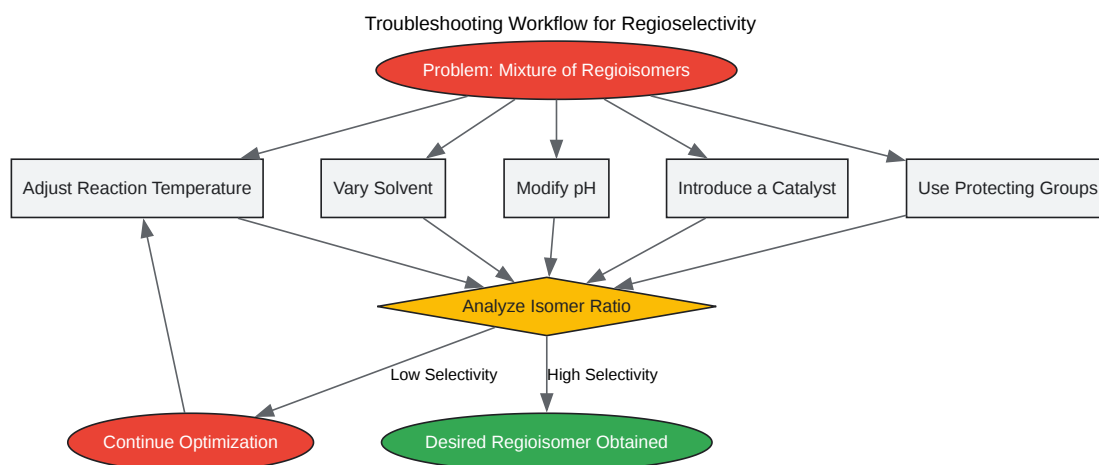 Troubleshooting Workflow for Regioselectivity
Problem: Mixture of Regioisomers
Adjust Reaction Temperature
Vary Solvent
Modify pH
Introduce a Catalyst
Use Protecting Groups
Analyze Isomer Ratio
Low Selectivity
High Selectivity
Continue Optimization
Desired Regioisomer Obtained